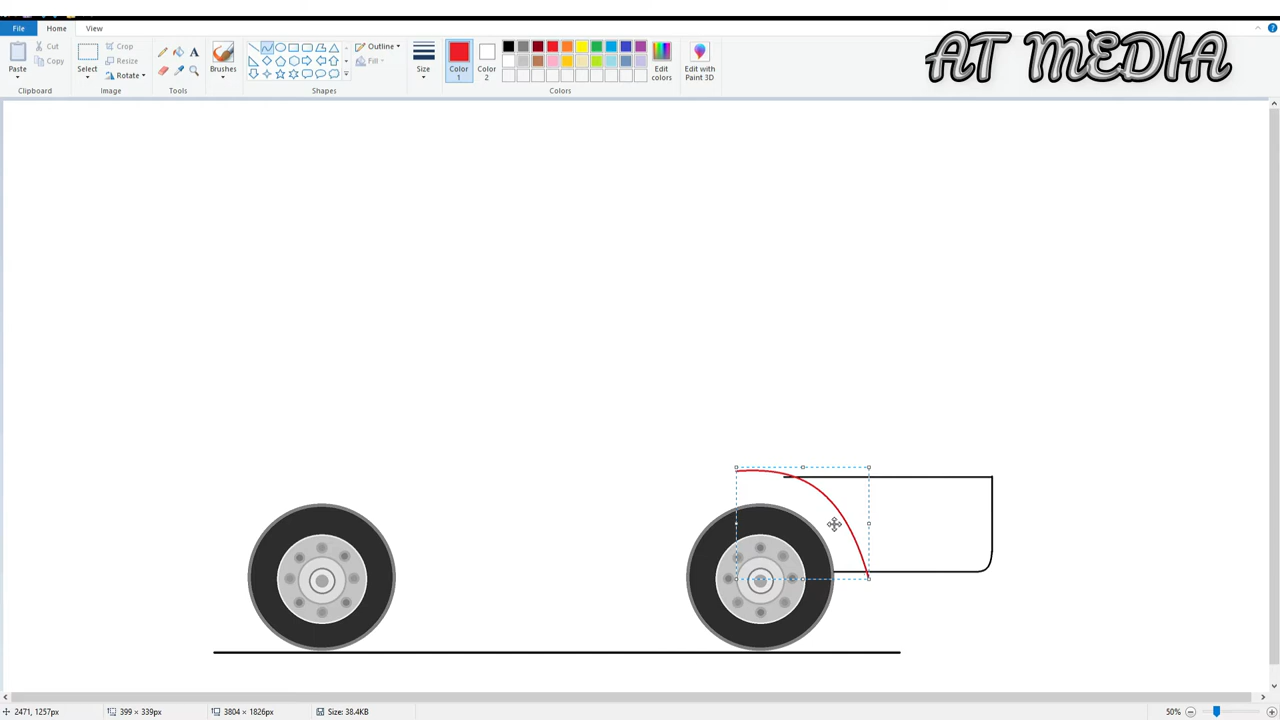 File
Home
View
AT MEDIA
Paste
Cut
Copy
Clipboard
Select
Crop
Resize
Rotate
Image
A
Tools
Brushes
Outline
Fill
Shapes
Size
Color
1
Color
2
Edit
colors
Edit with
Paint 3D
Colors
2471, 1257px
399 × 339px
3804 × 1826px
Size: 38.4KB
50%